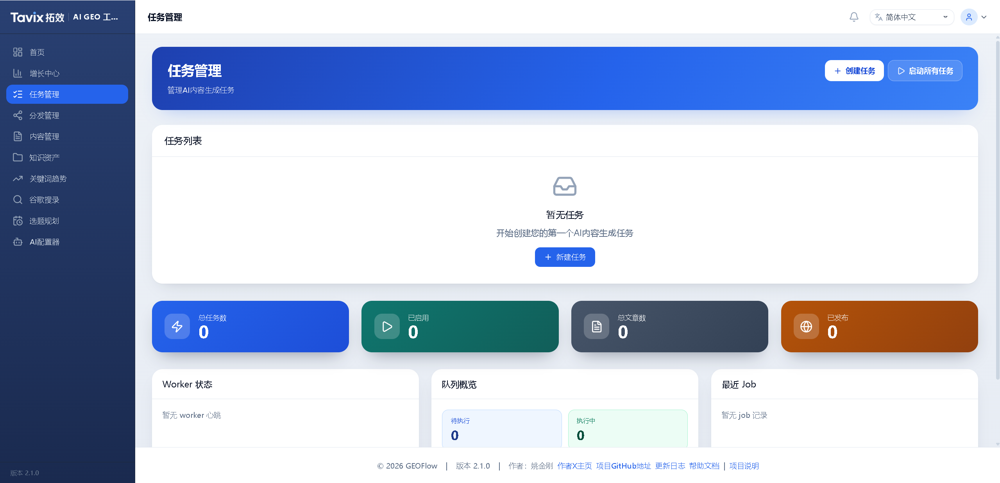 Tavix 拓效 AI GEO 工...
任务管理
简体中文
首页
增长中心
任务管理
分发管理
内容管理
知识资产
关键词趋势
谷歌搜录
选题规划
AI配置器
版本 2.1.0
任务管理
管理AI内容生成任务
创建任务
启动所有任务
任务列表
暂无任务
开始创建您的第一个AI内容生成任务
新建任务
总任务数
0
已启用
0
总文章数
0
已发布
0
Worker 状态
暂无 worker 心跳
队列概览
待执行
0
执行中
0
最近 Job
暂无 job 记录
© 2026 GEOFlow | 版本 2.1.0 | 作者：姚金刚 作者X主页 项目GitHub地址 更新日志 帮助文档 | 项目说明